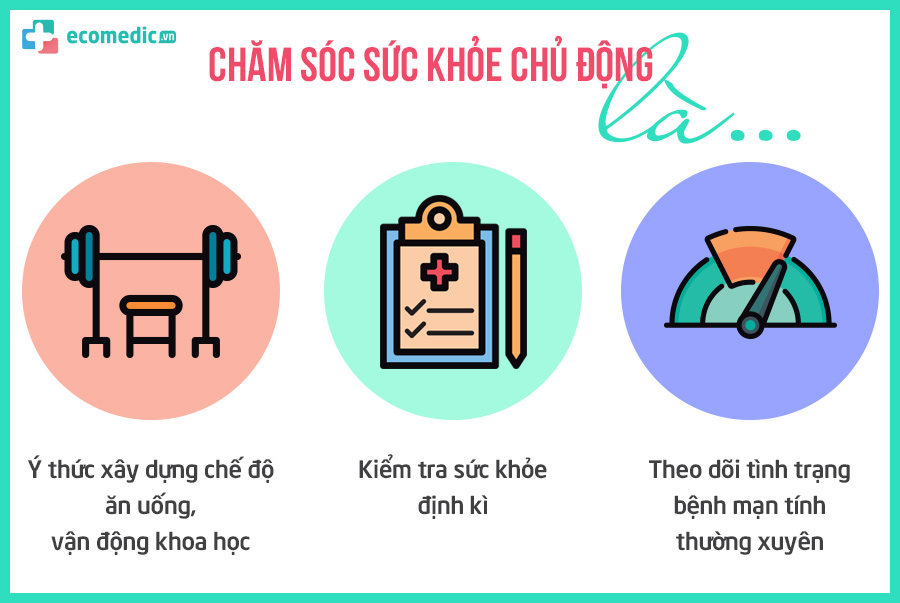 ecomedic.vn
CHĂM SÓC SỨC KHỎE CHỦ ĐỘNG
là...
Ý thức xây dựng chế độ
ăn uống,
vận động khoa học
Kiểm tra sức khỏe
định kì
Theo dõi tình trạng
bệnh mạn tính
thường xuyên